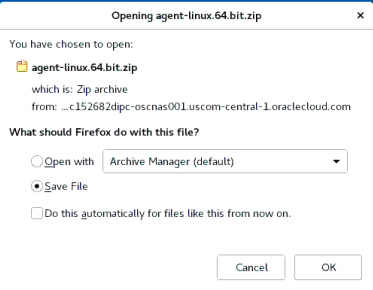 Opening agent-linux.64.bit.zip
You have chosen to open:
agent-linux.64.bit.zip
which is: Zip archive
from: ...c152682dipc-oscnas001.uscom-central-1.oraclecloud.com
What should Firefox do with this file?
Open with Archive Manager (default)
Save File
Do this automatically for files like this from now on.
Cancel OK